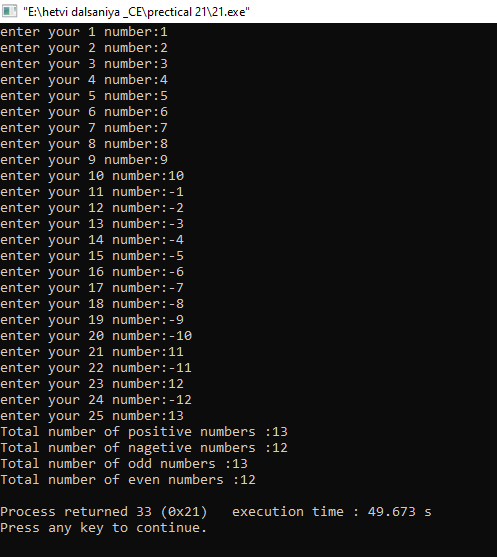 "E:\hetvi dalsaniya _CE\prectical 21\21.exe"
enter your 1 number:1
enter your 2 number:2
enter your 3 number:3
enter your 4 number:4
enter your 5 number:5
enter your 6 number:6
enter your 7 number:7
enter your 8 number:8
enter your 9 number:9
enter your 10 number:10
enter your 11 number:-1
enter your 12 number:-2
enter your 13 number:-3
enter your 14 number:-4
enter your 15 number:-5
enter your 16 number:-6
enter your 17 number:-7
enter your 18 number:-8
enter your 19 number:-9
enter your 20 number:-10
enter your 21 number:11
enter your 22 number:-11
enter your 23 number:12
enter your 24 number:-12
enter your 25 number:13
Total number of positive numbers :13
Total number of nagetive numbers :12
Total number of odd numbers :13
Total number of even numbers :12
Process returned 33 (0x21)   execution time : 49.673 s
Press any key to continue.